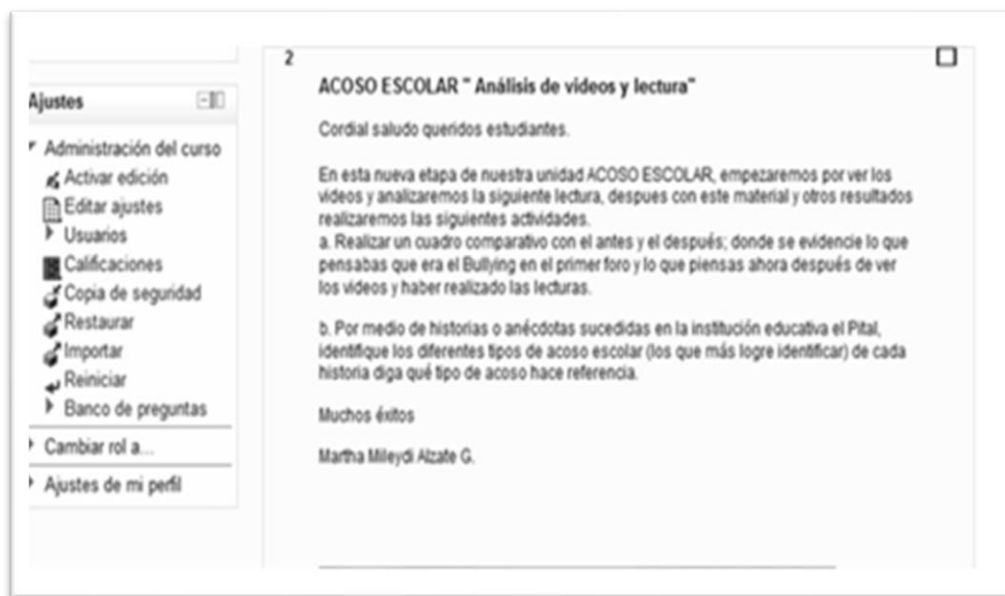 Ajustes
Administración del curso
Activar edición
Editar ajustes
Usuarios
Calificaciones
Copia de seguridad
Restaurar
Importar
Reiniciar
Banco de preguntas
Cambiar rol a...
Ajustes de mi perfil
2
ACOSO ESCOLAR " Análisis de videos y lectura"
Cordial saludo queridos estudiantes.
En esta nueva etapa de nuestra unidad ACOSO ESCOLAR, empezaremos por ver los
videos y analizaremos la siguiente lectura, despues con este material y otros resultados
realizaremos las siguientes actividades.
a. Realizar un cuadro comparativo con el antes y el después; donde se evidencie lo que
pensabas que era el Bullying en el primer foro y lo que piensas ahora después de ver
los videos y haber realizado las lecturas.
b. Por medio de historias o anécdotas sucedidas en la institución educativa el Pital,
identifique los diferentes tipos de acoso escolar (los que más logre identificar) de cada
historia diga qué tipo de acoso hace referencia.
Muchos éxitos
Martha Mileydi Alzate G.